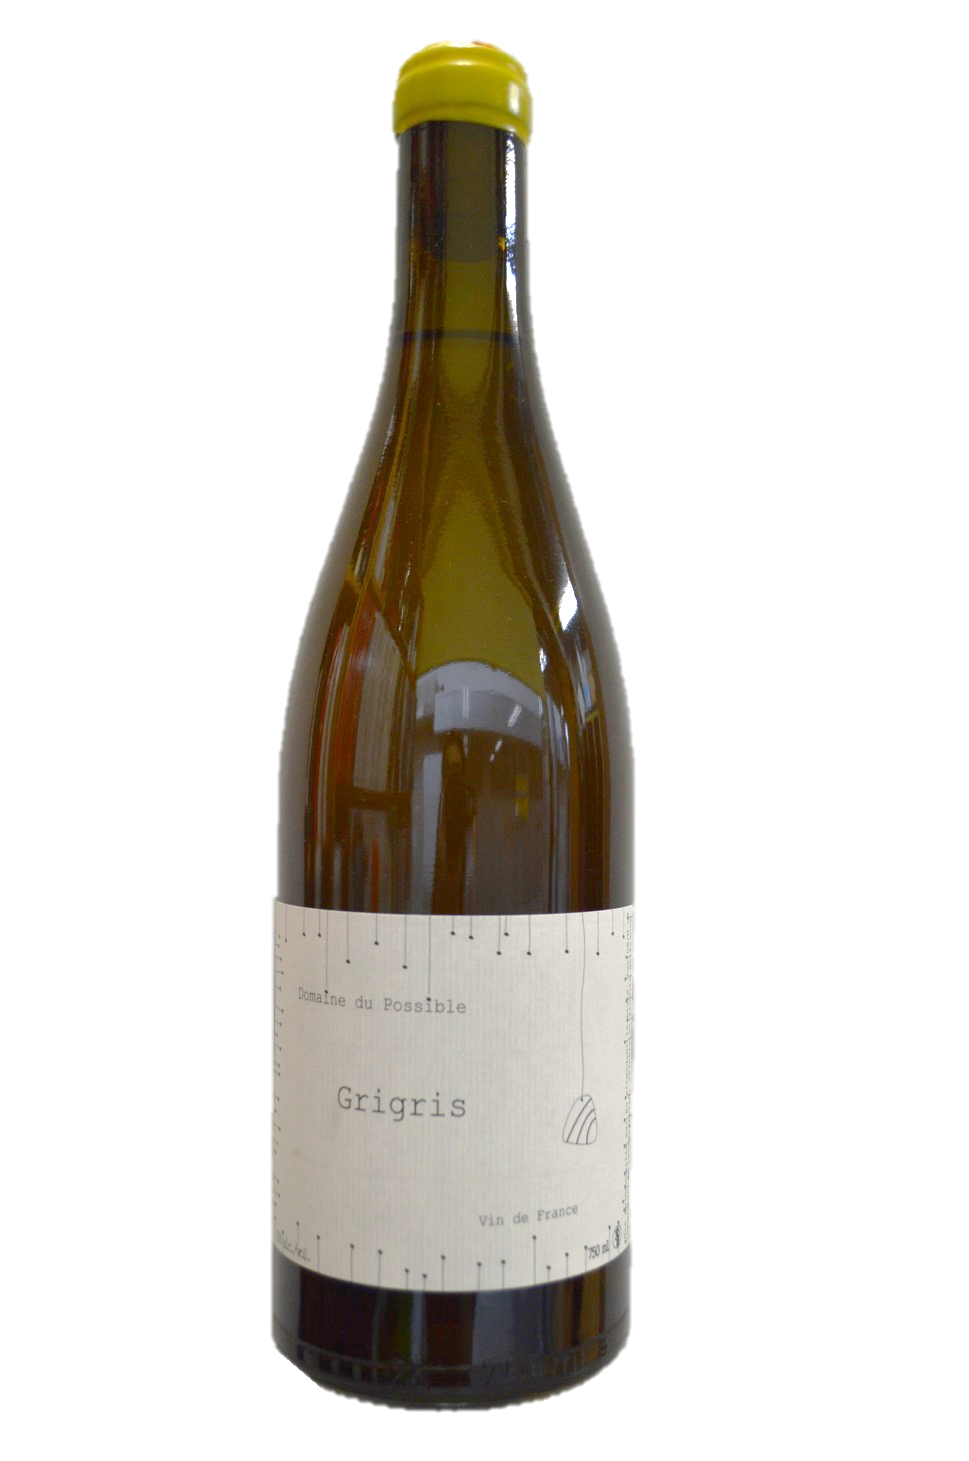 Domaine du Possible
Grigris
Vin de France
750 ml